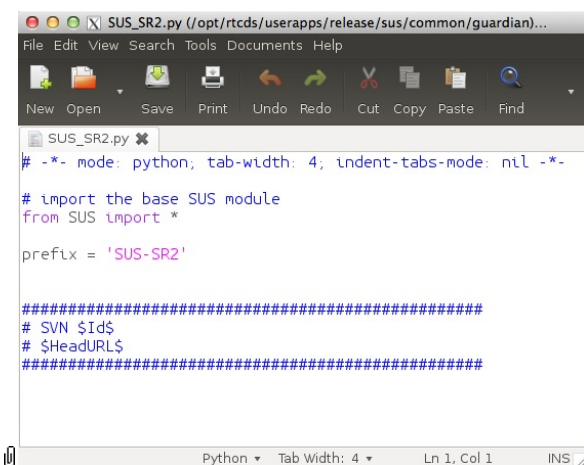 SUS_SR2.py (/opt/rtcds/userapps/release/sus/common/guardian)...
File Edit View Search Tools Documents Help
New Open Save Print Undo Redo Cut Copy Paste Find
SUS_SR2.py
# -*- mode: python; tab-width: 4; indent-tabs-mode: nil -*-
# import the base SUS module
from SUS import *
prefix = 'SUS-SR2'
##################################################
# SVN $Id$
# $HeadURL$
##################################################
Python Tab Width: 4 Ln 1, Col 1 INS